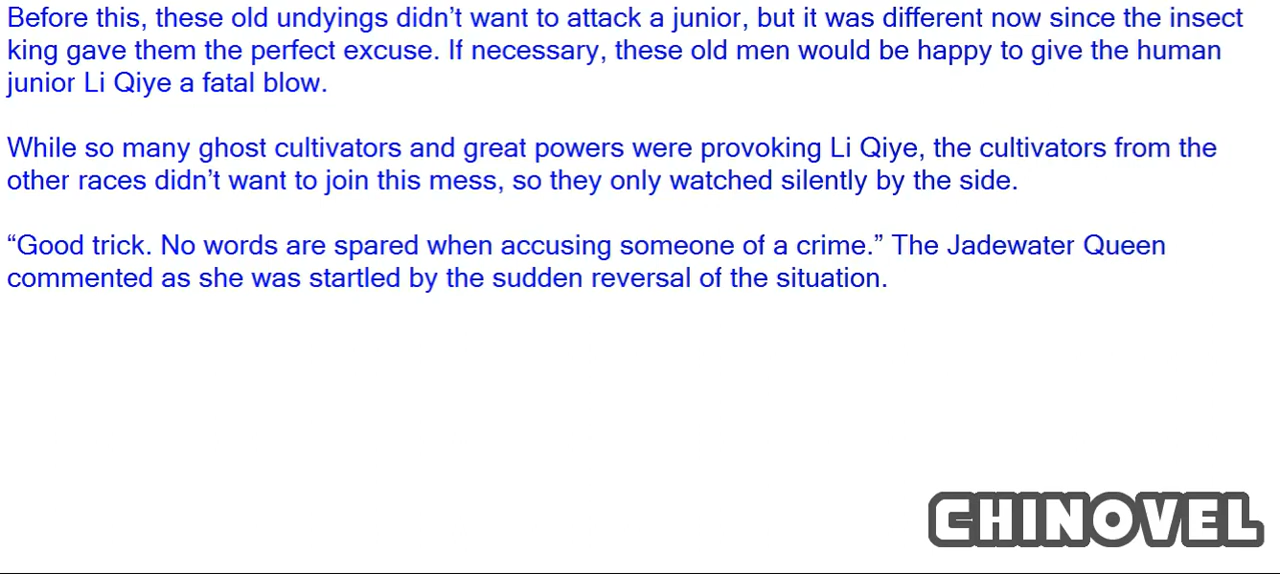 Before this, these old undyings didn’t want to attack a junior, but it was different now since the insect
king gave them the perfect excuse. If necessary, these old men would be happy to give the human
junior Li Qiye a fatal blow.
While so many ghost cultivators and great powers were provoking Li Qiye, the cultivators from the
other races didn’t want to join this mess, so they only watched silently by the side.
“Good trick. No words are spared when accusing someone of a crime.” The Jadewater Queen
commented as she was startled by the sudden reversal of the situation.
CHINOVEL